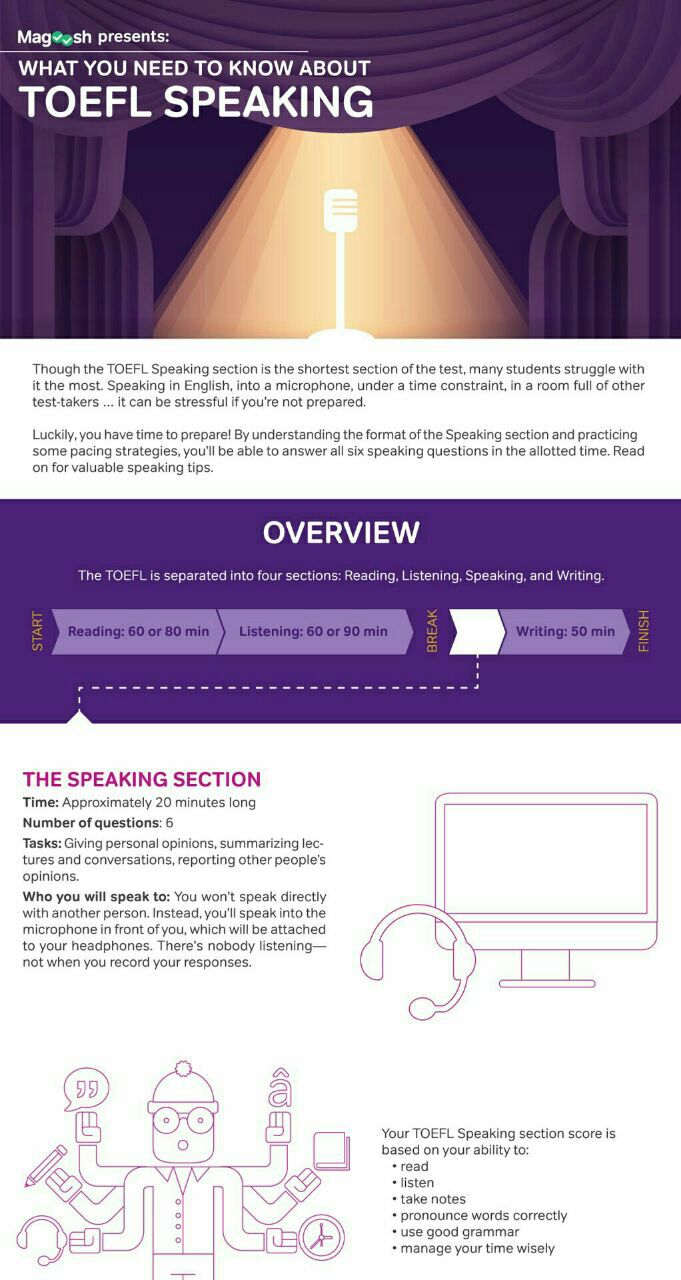 Magoosh presents:
WHAT YOU NEED TO KNOW ABOUT
TOEFL SPEAKING
Though the TOEFL Speaking section is the shortest section of the test, many students struggle with
it the most. Speaking in English, into a microphone, under a time constraint, in a room full of other
test-takers ... it can be stressful if you're not prepared.
Luckily, you have time to prepare! By understanding the format of the Speaking section and practicing
some pacing strategies, you'll be able to answer all six speaking questions in the allotted time. Read
on for valuable speaking tips.
OVERVIEW
The TOEFL is separated into four sections: Reading, Listening, Speaking, and Writing.
START
Reading: 60 or 80 min
Listening: 60 or 90 min
BREAK
Writing: 50 min
FINISH
THE SPEAKING SECTION
Time: Approximately 20 minutes long
Number of questions: 6
Tasks: Giving personal opinions, summarizing lec-
tures and conversations, reporting other people's
opinions.
Who you will speak to: You won't speak directly
with another person. Instead, you'll speak into the
microphone in front of you, which will be attached
to your headphones. There's nobody listening—
not when you record your responses.
”
â
Your TOEFL Speaking section score is
based on your ability to:
• read
• listen
• take notes
• pronounce words correctly
• use good grammar
• manage your time wisely